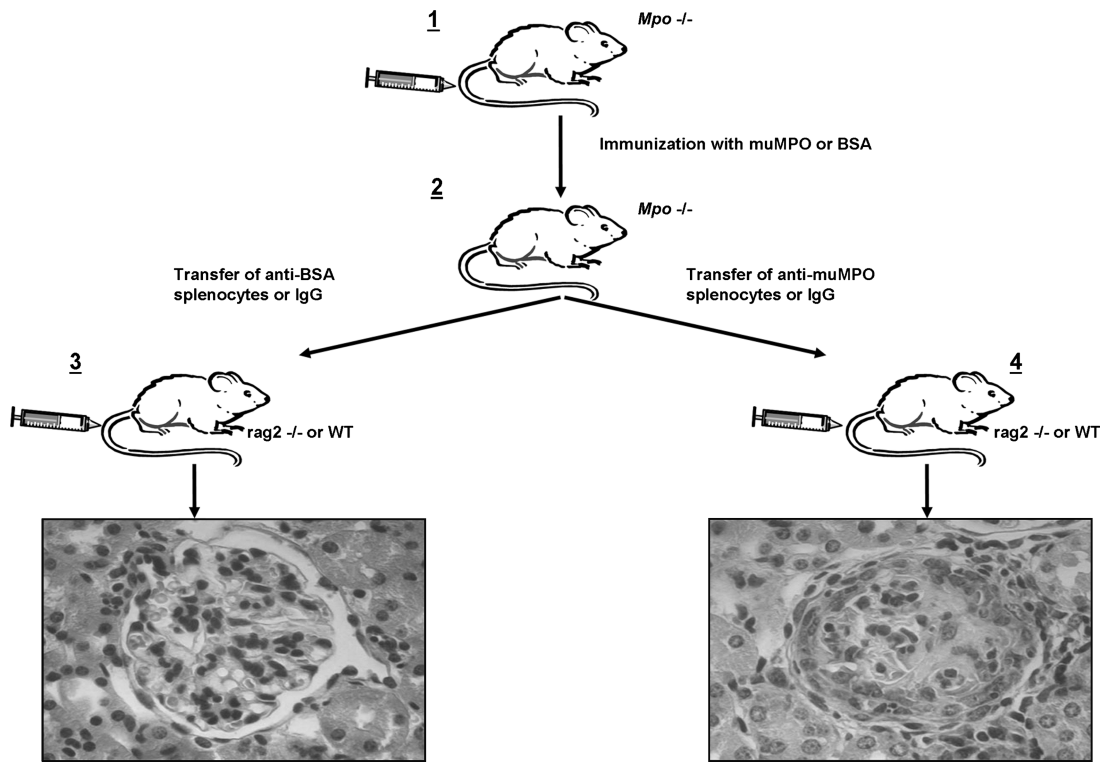 1
Mpo -/-
Immunization with muMPO or BSA
2
Mpo -/-
Transfer of anti-BSA
splenocytes or IgG
Transfer of anti-muMPO
splenocytes or IgG
3
rag2 -/- or WT
4
rag2 -/- or WT